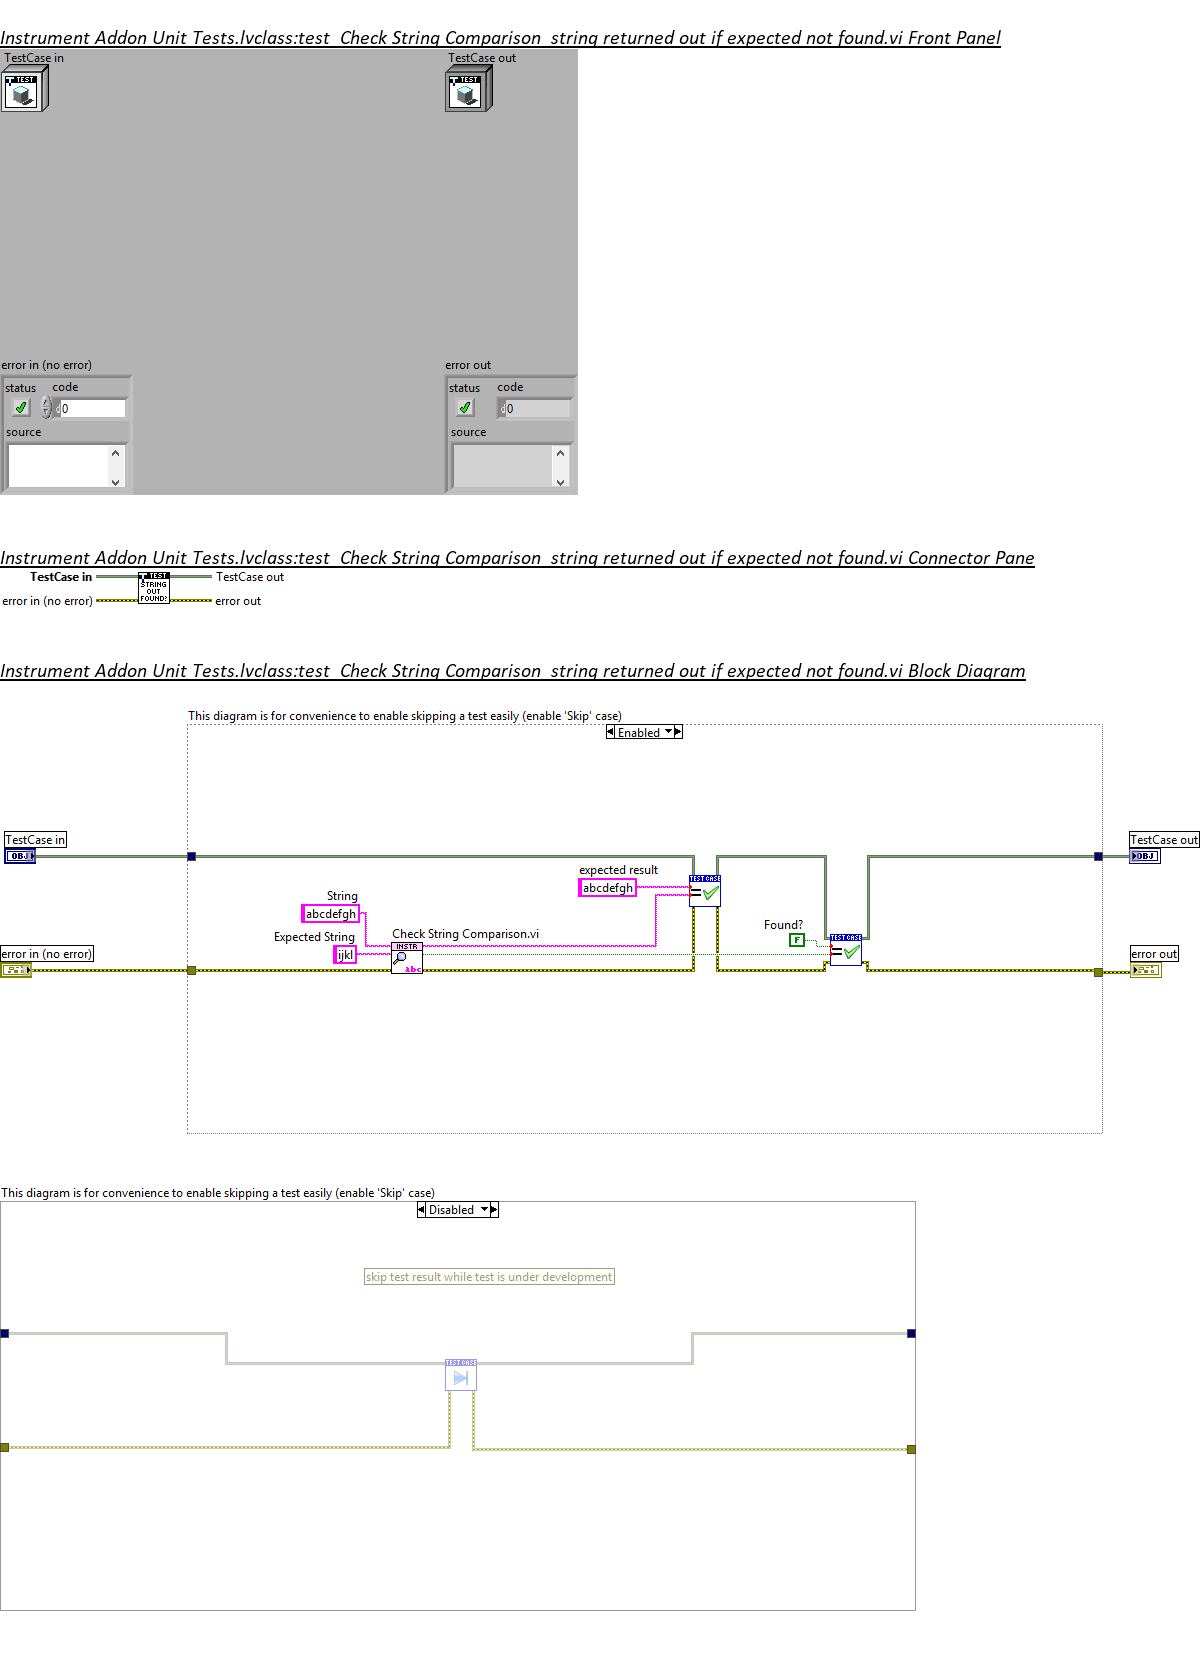 Instrument Addon Unit Tests.lvclass:test_Check String Comparison_string returned out if expected not found.vi Front Panel
TestCase in
TestCase out
TEST
TEST
error in (no error)
error out
status code
status code
d0
d0
source
source
Instrument Addon Unit Tests.lvclass:test_Check String Comparison_string returned out if expected not found.vi Connector Pane
TestCase in
TEST
STRING
OUT
FOUND?
TestCase out
error in (no error)
error out
Instrument Addon Unit Tests.lvclass:test_Check String Comparison_string returned out if expected not found.vi Block Diagram
This diagram is for convenience to enable skipping a test easily (enable 'Skip' case)
Enabled
TestCase in
OBJ
TestCase out
OBJ
expected result
abcdefgh
TEST CASE
=
String
abcdefgh
Found?
F
TEST CASE
=
Expected String
ijkl
Check String Comparison.vi
INSTR
abc
error in (no error)
error out
This diagram is for convenience to enable skipping a test easily (enable 'Skip' case)
Disabled
skip test result while test is under development
TEST CASE